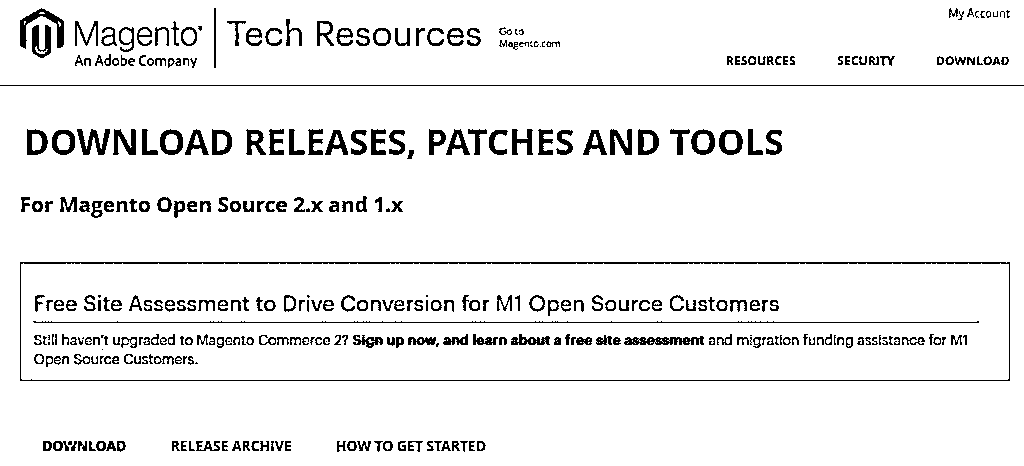 My Account
Magento® Tech Resources Go to
Magento.com
An Adobe Company
RESOURCES SECURITY DOWNLOAD
DOWNLOAD RELEASES, PATCHES AND TOOLS
For Magento Open Source 2.x and 1.x
Free Site Assessment to Drive Conversion for M1 Open Source Customers
Still haven't upgraded to Magento Commerce 2? Sign up now, and learn about a free site assessment and migration funding assistance for M1
Open Source Customers.
DOWNLOAD RELEASE ARCHIVE HOW TO GET STARTED